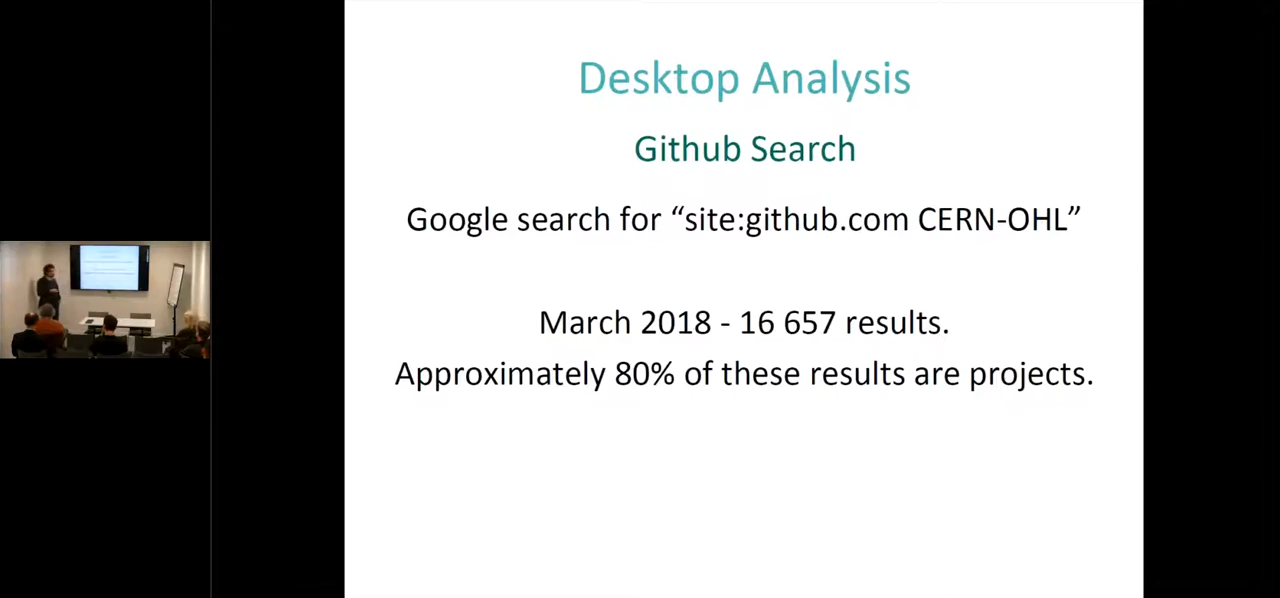 Desktop Analysis
Github Search
Google search for “site:github.com CERN-OHL”
March 2018 - 16 657 results.
Approximately 80% of these results are projects.